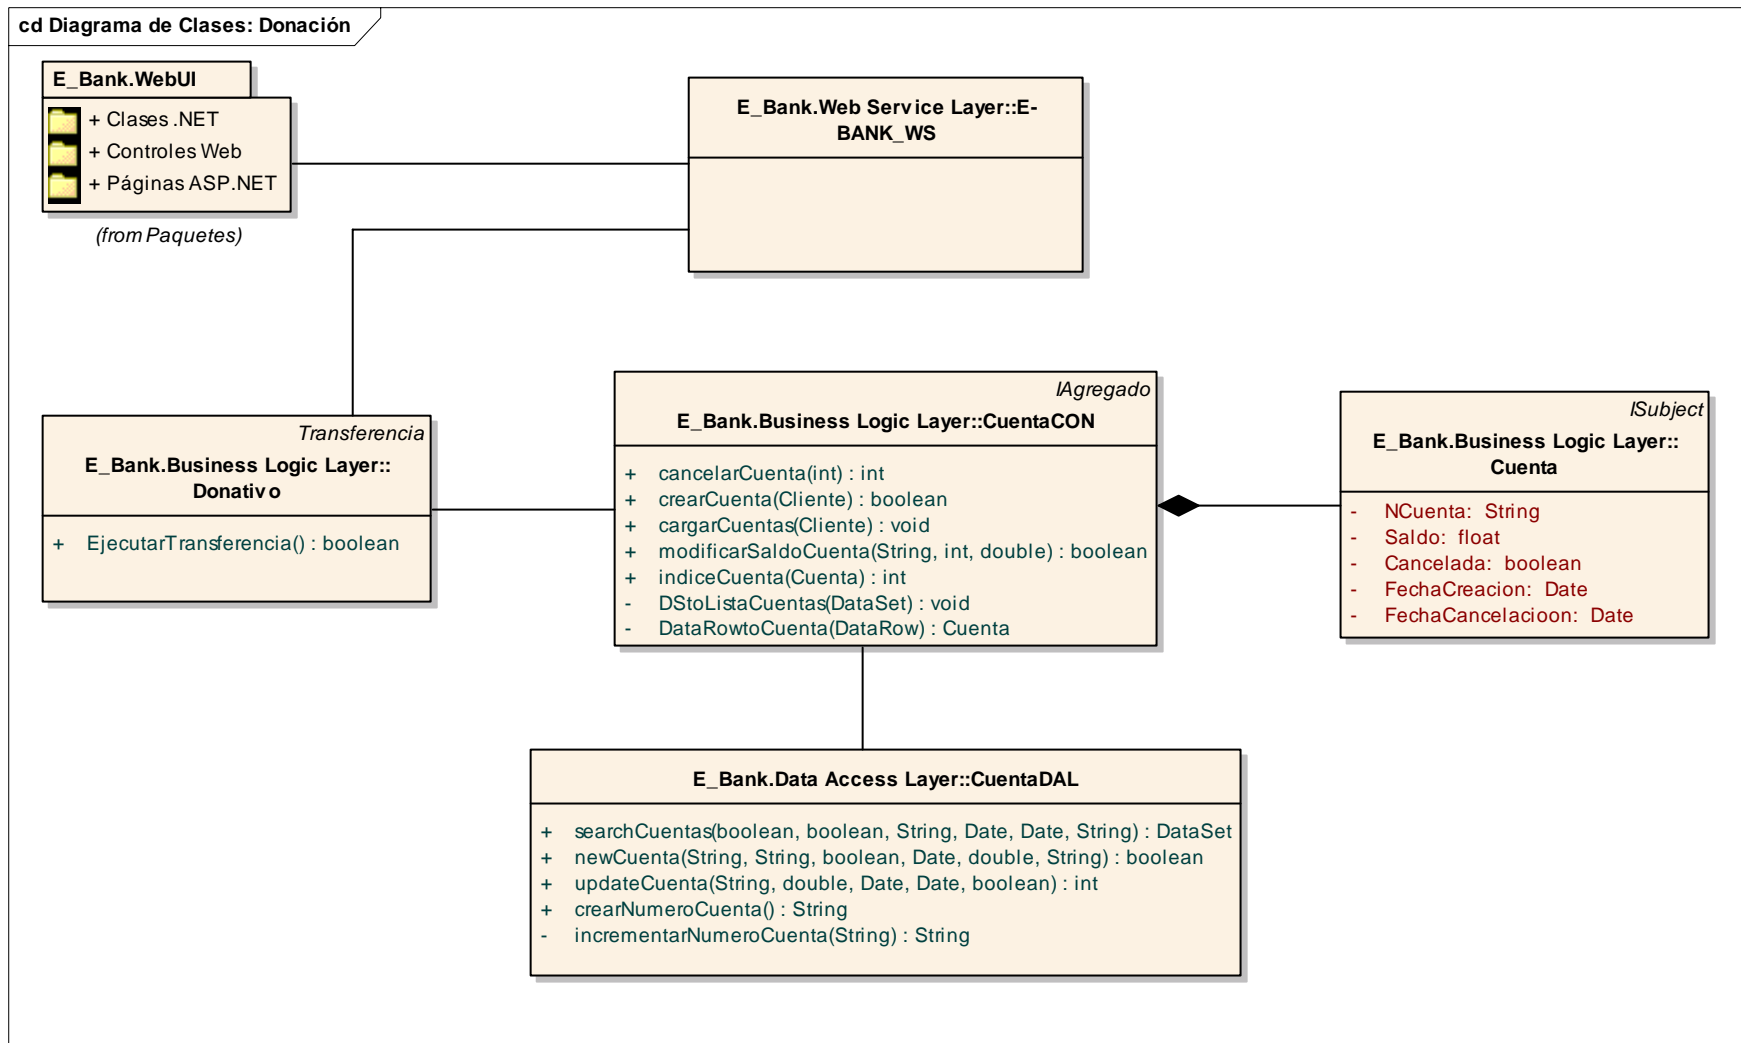 cd Diagrama de Clases: Donación
E_Bank.WebUI
+ Clases .NET
+ Controles Web
+ Páginas ASP.NET
(from Paquetes)
E_Bank.Web Service Layer::E-
BANK_WS
Transferencia
E_Bank.Business Logic Layer::
Donativo
+ EjecutarTransferencia() : boolean
IAgregado
E_Bank.Business Logic Layer::CuentaCON
+ cancelarCuenta(int) : int
+ crearCuenta(Cliente) : boolean
+ cargarCuentas(Cliente) : void
+ modificarSaldoCuenta(String, int, double) : boolean
+ indiceCuenta(Cuenta) : int
- DStoListaCuentas(DataSet) : void
- DataRowtoCuenta(DataRow) : Cuenta
ISubject
E_Bank.Business Logic Layer::
Cuenta
- NCuenta: String
- Saldo: float
- Cancelada: boolean
- FechaCreacion: Date
- FechaCancelacioon: Date
E_Bank.Data Access Layer::CuentaDAL
+ searchCuentas(boolean, boolean, String, Date, Date, String) : DataSet
+ newCuenta(String, String, boolean, Date, double, String) : boolean
+ updateCuenta(String, double, Date, Date, boolean) : int
+ crearNumeroCuenta() : String
- incrementarNumeroCuenta(String) : String